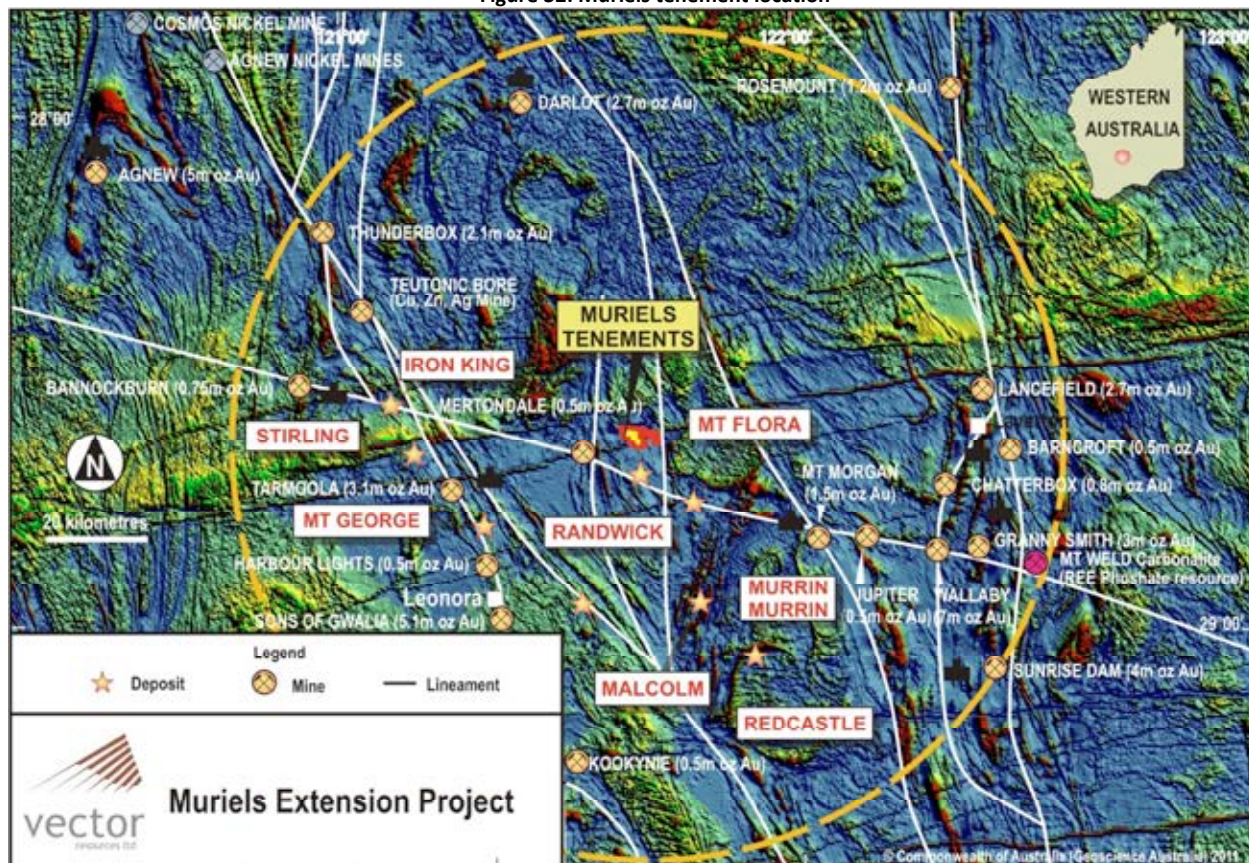 Figure 32: Muriels tenement location
COSMOS NICKEL MINE
121°00'
122°00'
123°00'
AGNEW NICKEL MINES
DARLOT (2.7m oz Au)
ROSEMOUNT (1.2m oz Au)
WESTERN
AUSTRALIA
28°00'
AGNEW (5m oz Au)
THUNDERBOX (2.1m oz Au)
TEUTONIC BORE
(Cu, Zn, Ag Mine)
MURIELS
TENEMENTS
IRON KING
BANNOCKBURN (0.75m oz Au)
MERTONDALE (0.5m oz Au)
LANCEFIELD (2.7m oz Au)
STIRLING
MT FLORA
BARNCROFT (0.5m oz Au)
N
TARMOOLA (3.1m oz Au)
MT MORGAN
(1.5m oz Au)
CHATTERBOX (0.8m oz Au)
20 kilometres
MT GEORGE
RANDWICK
GRANNY SMITH (3m oz Au)
HARBOUR LIGHTS (0.5m oz Au)
MT WELD Carbonalite
(REE Phoshate resource)
MURRIN
MURRIN
JUPITER
(0.5m oz Au)
WALLABY
(7m oz Au)
Leonora
SONS OF GWALIA (5.1m oz Au)
29°00'
SUNRISE DAM (4m oz Au)
Legend
Deposit
Mine
Lineament
MALCOLM
REDCASTLE
KOOKYNIE (0.5m oz Au)
vector
resources ltd
Muriels Extension Project
© Commonwealth of Australia (Geoscience Australia) 2011